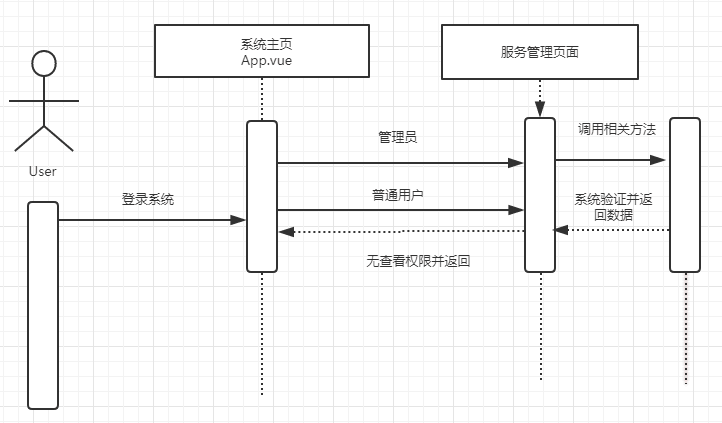 系统主页
App.vue
服务管理页面
User
管理员
调用相关方法
登录系统
普通用户
系统验证并返
回数据
无查看权限并返回